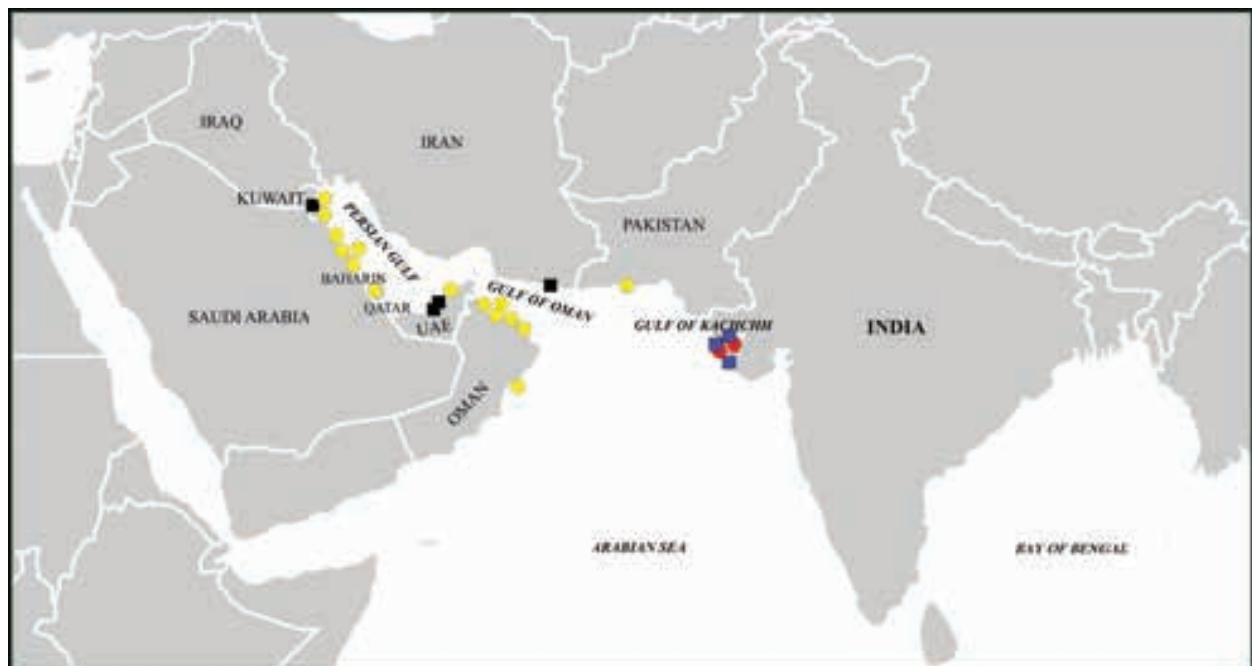 IRAQ
IRAN
KUWAIT
PERSIAN GULF
PAKISTAN
BAHARIN
QATAR
GULF OF OMAN
SAUDI ARABIA
UAE
GULF OF KACHCHH
INDIA
OMAN
ARABIAN SEA
BAY OF BENGAL